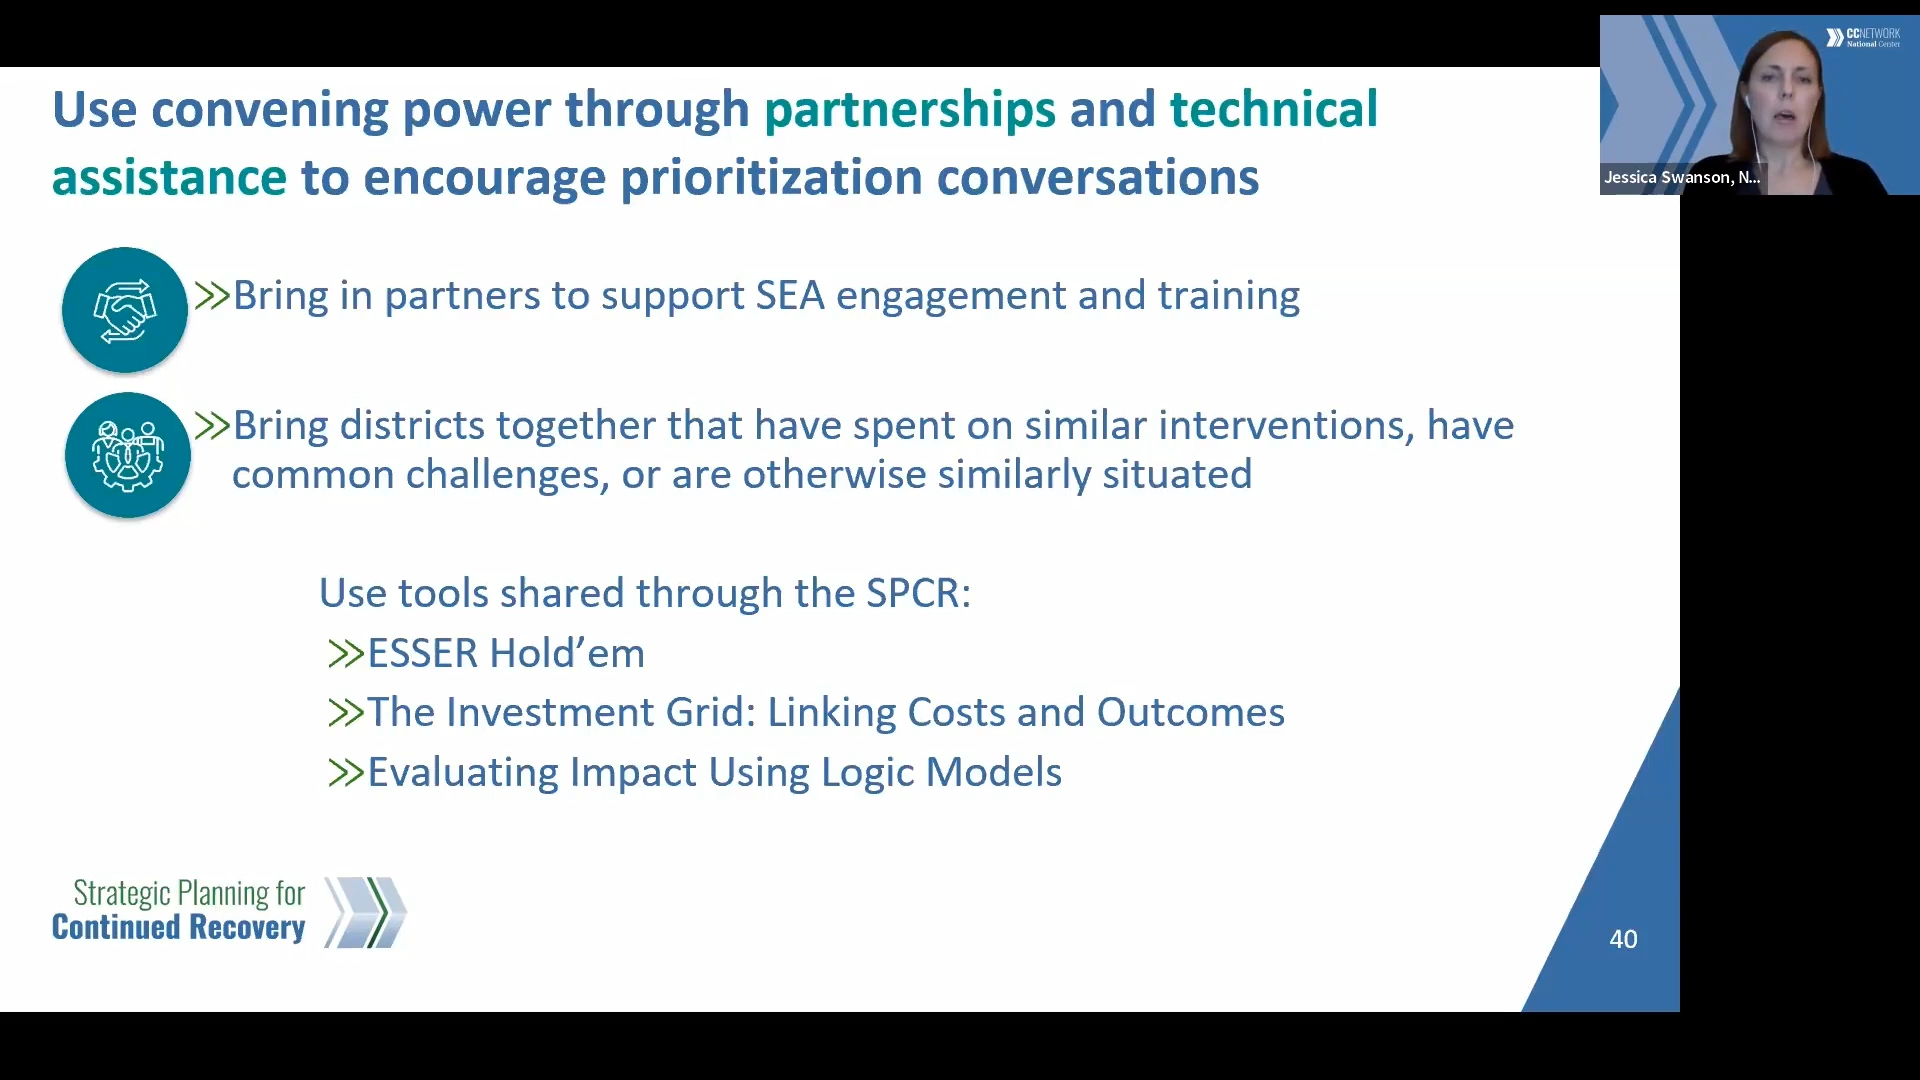 CCNETWORK
National Center
Jessica Swanson, N...
Use convening power through partnerships and technical
assistance to encourage prioritization conversations
Bring in partners to support SEA engagement and training
Bring districts together that have spent on similar interventions, have
common challenges, or are otherwise similarly situated
Use tools shared through the SPCR:
ESSER Hold’em
The Investment Grid: Linking Costs and Outcomes
Evaluating Impact Using Logic Models
Strategic Planning for
Continued Recovery
40